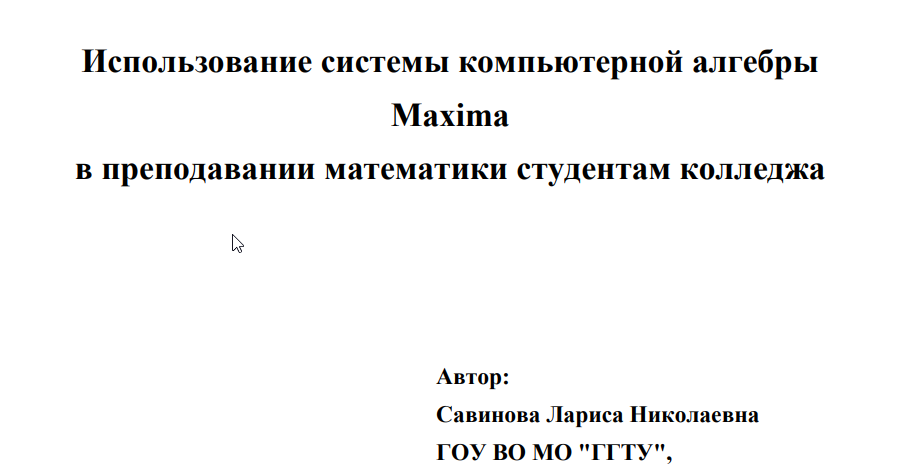 Использование системы компьютерной алгебры
Maxima
в преподавании математики студентам колледжа
Автор:
Савинова Лариса Николаевна
ГОУ ВО МО "ГГТУ",